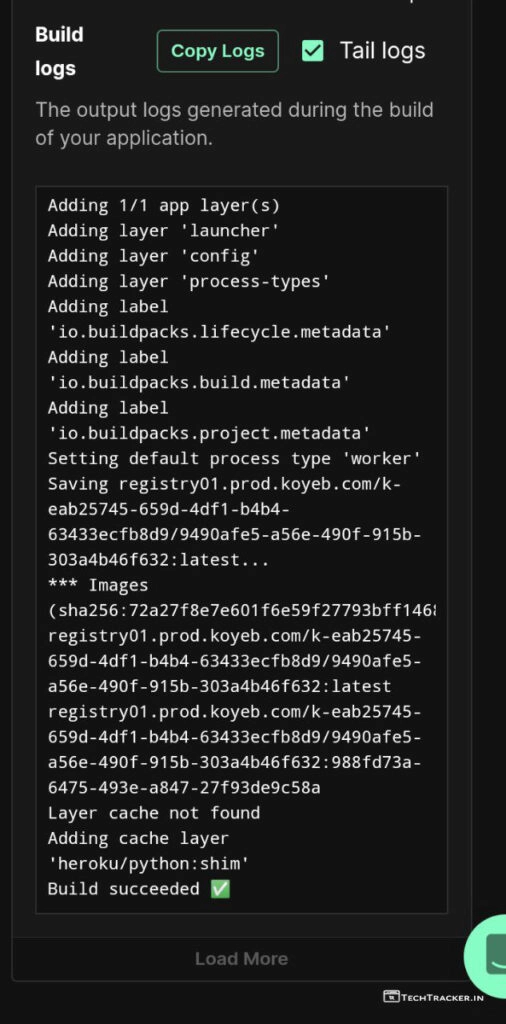 Build
logs
Copy Logs
Tail logs
The output logs generated during the build
of your application.
Adding 1/1 app layer(s)
Adding layer 'launcher'
Adding layer 'config'
Adding layer 'process-types'
Adding label
'io.buildpacks.lifecycle.metadata'
Adding label
'io.buildpacks.build.metadata'
Adding label
'io.buildpacks.project.metadata'
Setting default process type 'worker'
Saving registry01.prod.koyeb.com/k-
eab25745-659d-4df1-b4b4-
63433ecfb8d9/9490afe5-a56e-490f-915b-
303a4b46f632:latest...
*** Images
(sha256:72a27f8e7e601f6e59f27793bff146
registry01.prod.koyeb.com/k-eab25745-
659d-4df1-b4b4-63433ecfb8d9/9490afe5-
a56e-490f-915b-303a4b46f632:latest
registry01.prod.koyeb.com/k-eab25745-
659d-4df1-b4b4-63433ecfb8d9/9490afe5-
a56e-490f-915b-303a4b46f632:988fd73a-
6475-493e-a847-27f93de9c58a
Layer cache not found
Adding cache layer
'heroku/python:shim'
Build succeeded ✅
Load More
TECHTRACKER.IN